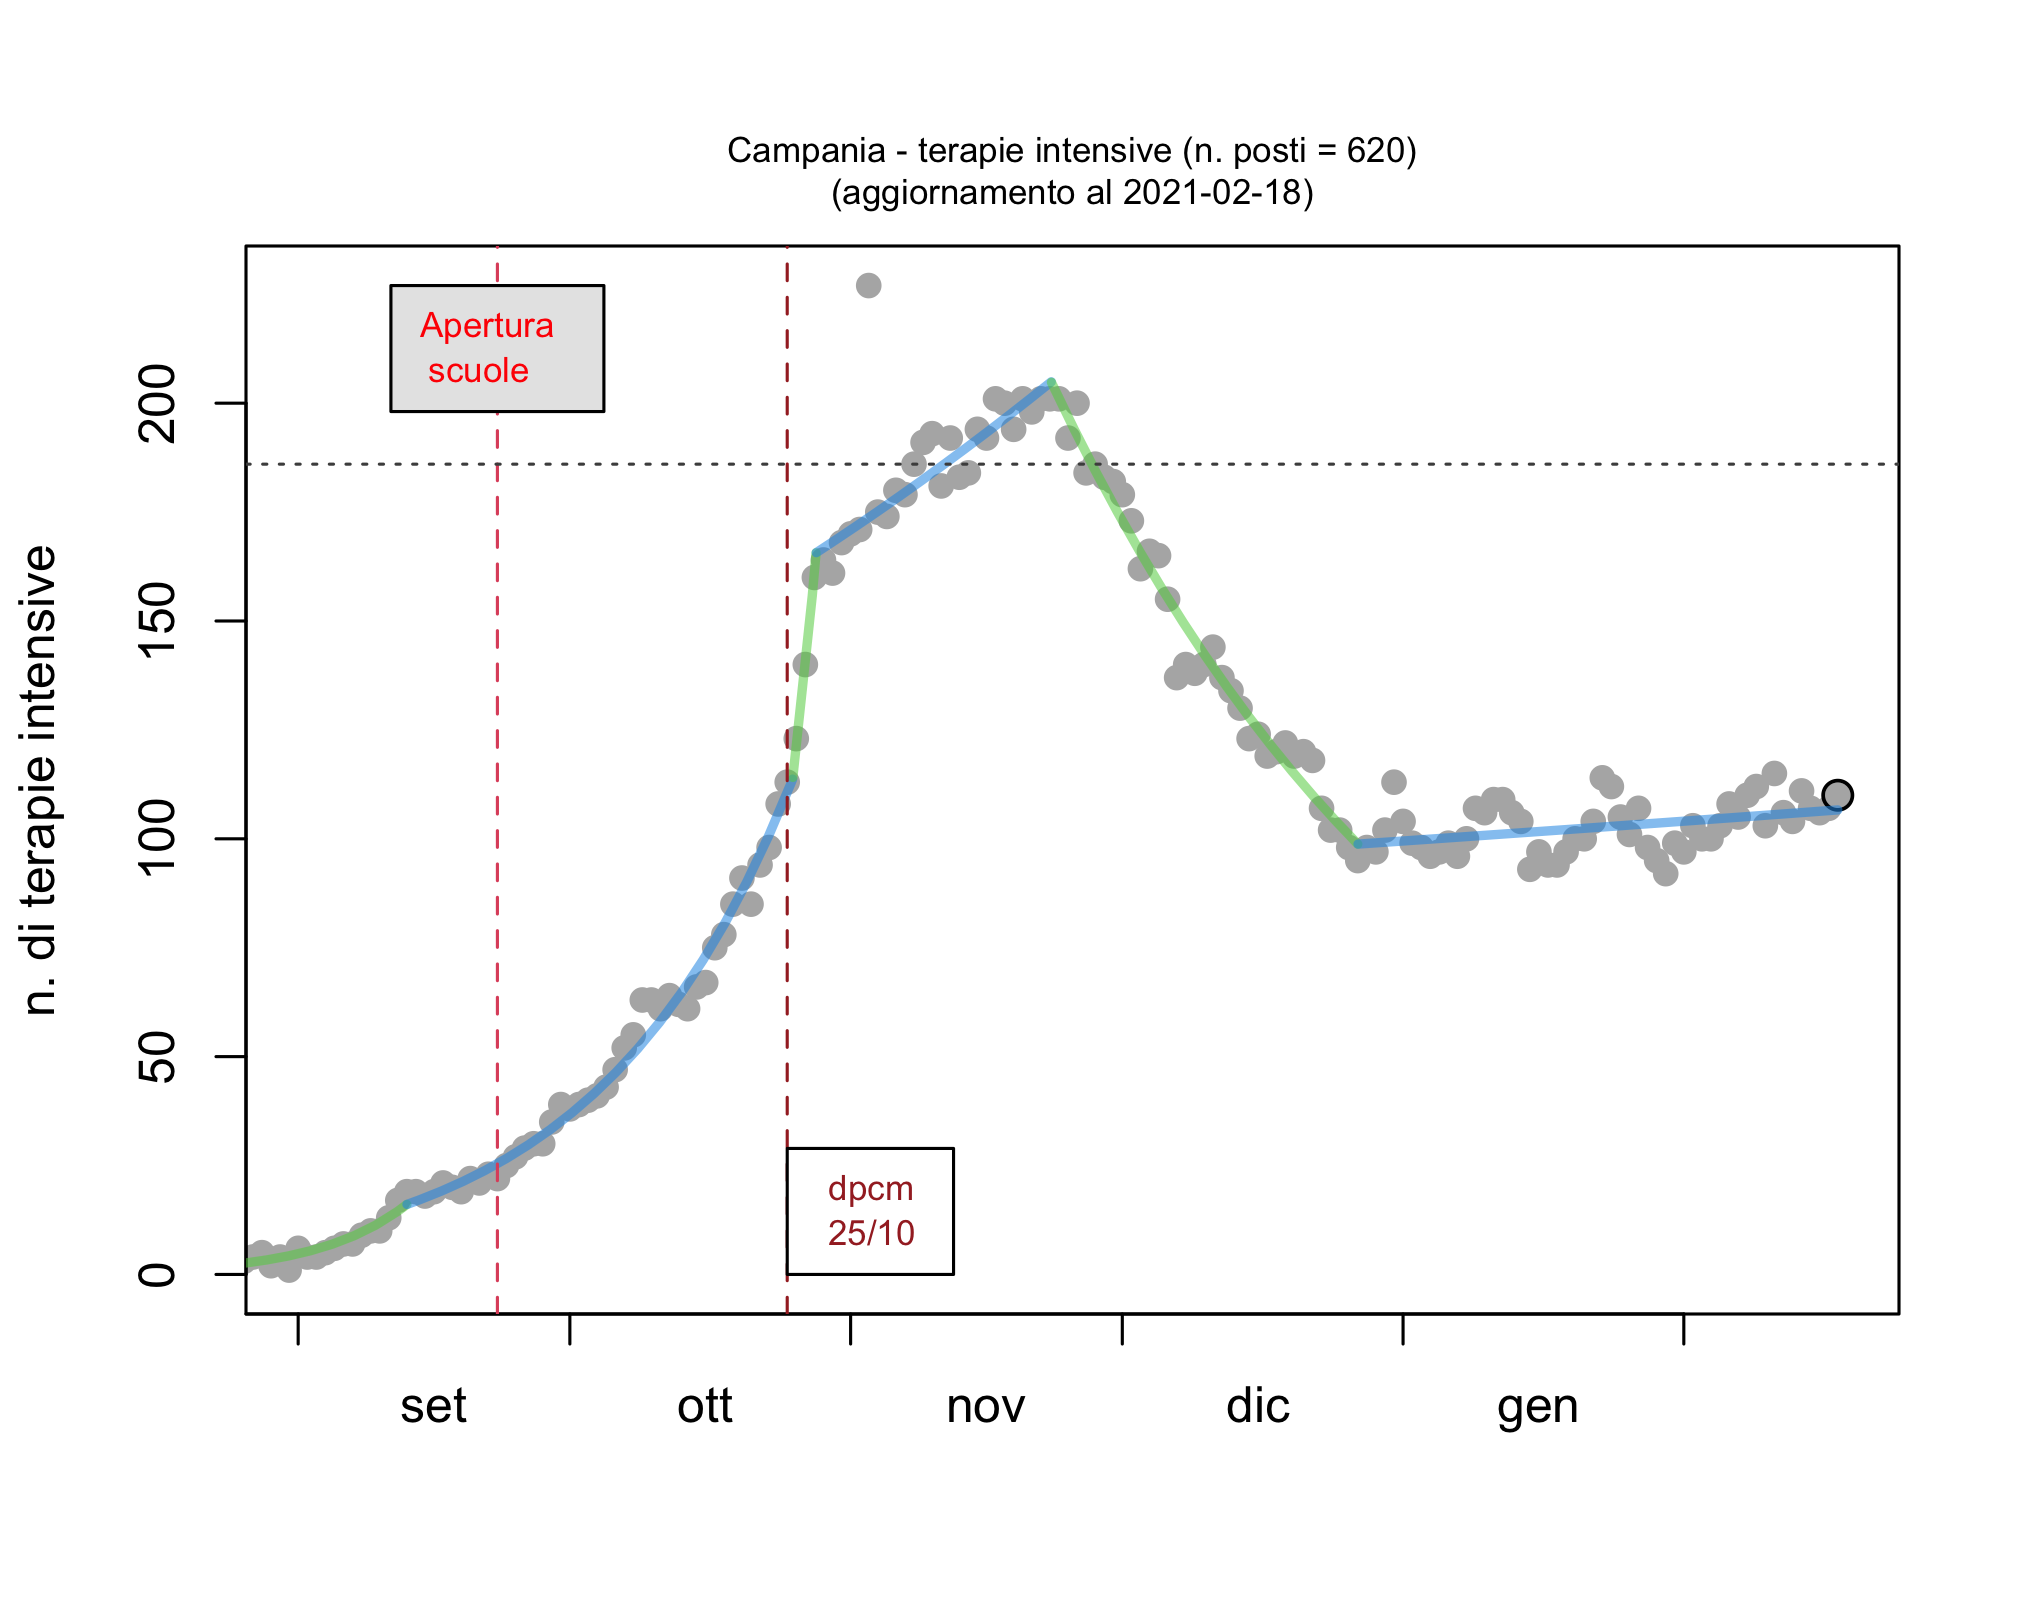 Campania - terapie intensive (n. posti = 620)
(aggiornamento al 2021-02-18)
n. di terapie intensive
200
150
100
50
0
Apertura
scuole
dpcm
25/10
set
ott
nov
dic
gen